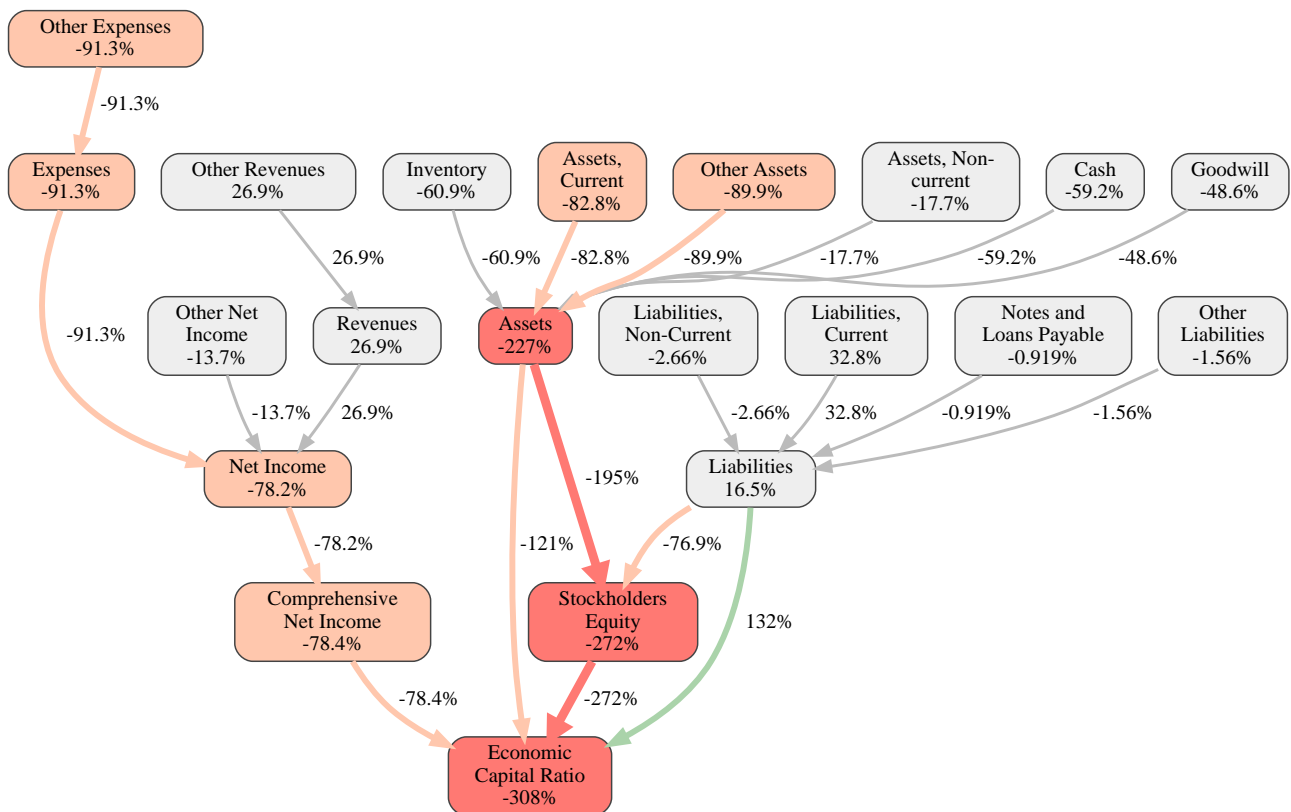 Other Expenses
-91.3%
-91.3%
Expenses
-91.3%
Other Revenues
26.9%
Inventory
-60.9%
Assets,
Current
-82.8%
Other Assets
-89.9%
Assets, Non-
current
-17.7%
Cash
-59.2%
Goodwill
-48.6%
26.9%
-60.9%
-82.8%
-89.9%
-17.7%
-59.2%
-48.6%
-91.3%
Other Net
Income
-13.7%
Revenues
26.9%
Assets
-227%
Liabilities,
Non-Current
-2.66%
Liabilities,
Current
32.8%
Notes and
Loans Payable
-0.919%
Other
Liabilities
-1.56%
-13.7%
26.9%
-2.66%
32.8%
-0.919%
-1.56%
Net Income
-78.2%
-195%
Liabilities
16.5%
-78.2%
-121%
-76.9%
Comprehensive
Net Income
-78.4%
Stockholders
Equity
-272%
132%
-78.4%
-272%
Economic
Capital Ratio
-308%